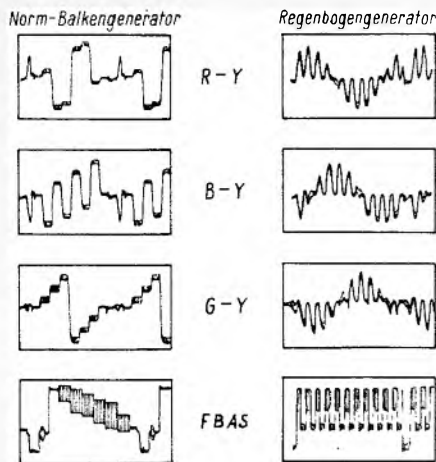 Norm-Balkengenerator Regenbogengenerator
R-Y
B-Y
G-Y
FBAS